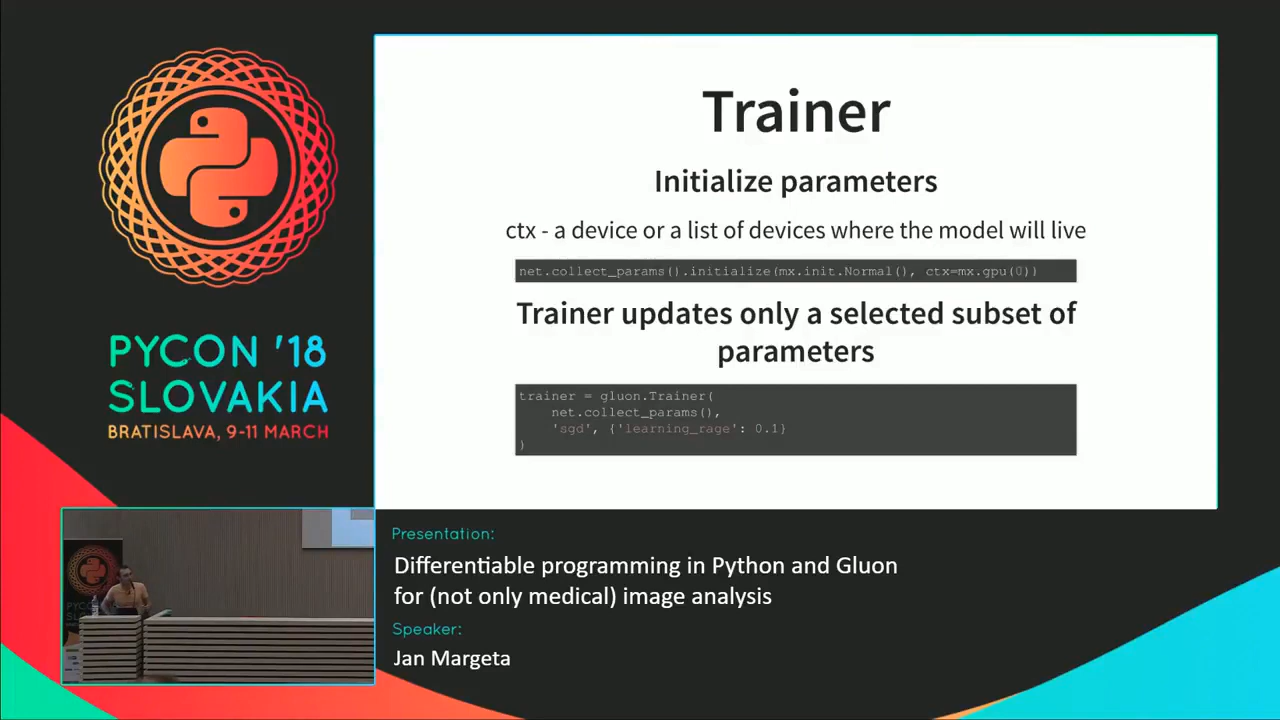 Trainer
Initialize parameters
ctx - a device or a list of devices where the model will live
net.collect_params().initialize(mx.init.Normal(), ctx=mx.gpu(0))
Trainer updates only a selected subset of
parameters
trainer = gluon.Trainer(
net.collect_params(),
'sgd', {'learning_rage': 0.1}
)
PYCON '18
SLOVAKIA
BRATISLAVA, 9-11 MARCH
Presentation:
Differentiable programming in Python and Gluon
for (not only medical) image analysis
Speaker:
Jan Margeta